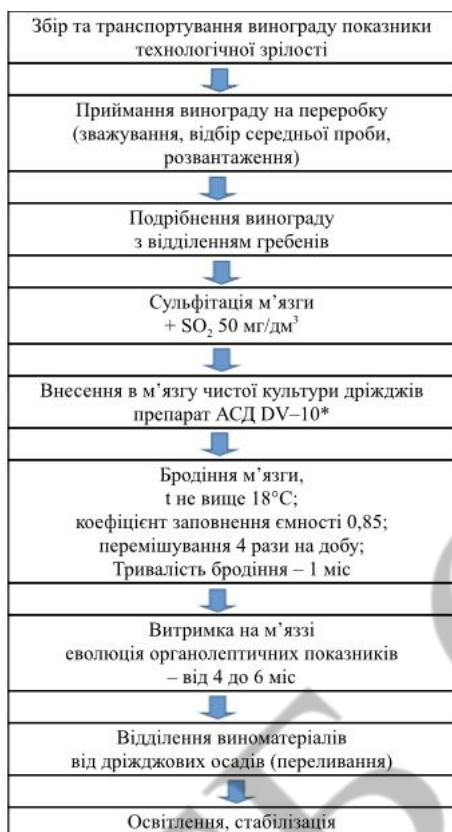 Збір та транспортування винограду показники
технологічної зрілості
Приймання винограду на переробку
(зважування, відбір середньої проби,
розвантаження)
Подрібнення винограду
з відділенням гребенів
Сульфітація м’язги
+ SO₂ 50 мг/дм³
Внесення в м’язгу чистої культури дріжджів
препарат АСД DV–10*
Бродіння м’язги,
t не вище 18°C;
коефіцієнт заповнення ємності 0,85;
перемішування 4 рази на добу;
Тривалість бродіння – 1 міс
Витримка на м’яззі
еволюція органолептичних показників
– від 4 до 6 міс
Відділення виноматеріалів
від дріжджових осадів (переливання)
Освітлення, стабілізація